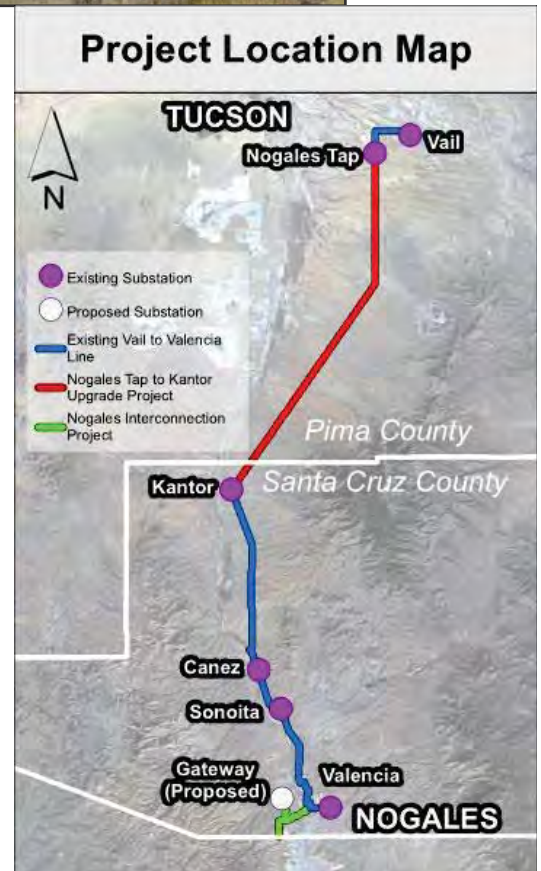 Project Location Map
TUCSON
Vail
Nogales Tap
N
Existing Substation
Proposed Substation
Existing Vail to Valencia
Line
Nogales Tap to Kantor
Upgrade Project
Nogales Interconnection
Project
Pima County
Kantor
Santa Cruz County
Canez
Sonoita
Gateway
(Proposed)
Valencia
NOGALES